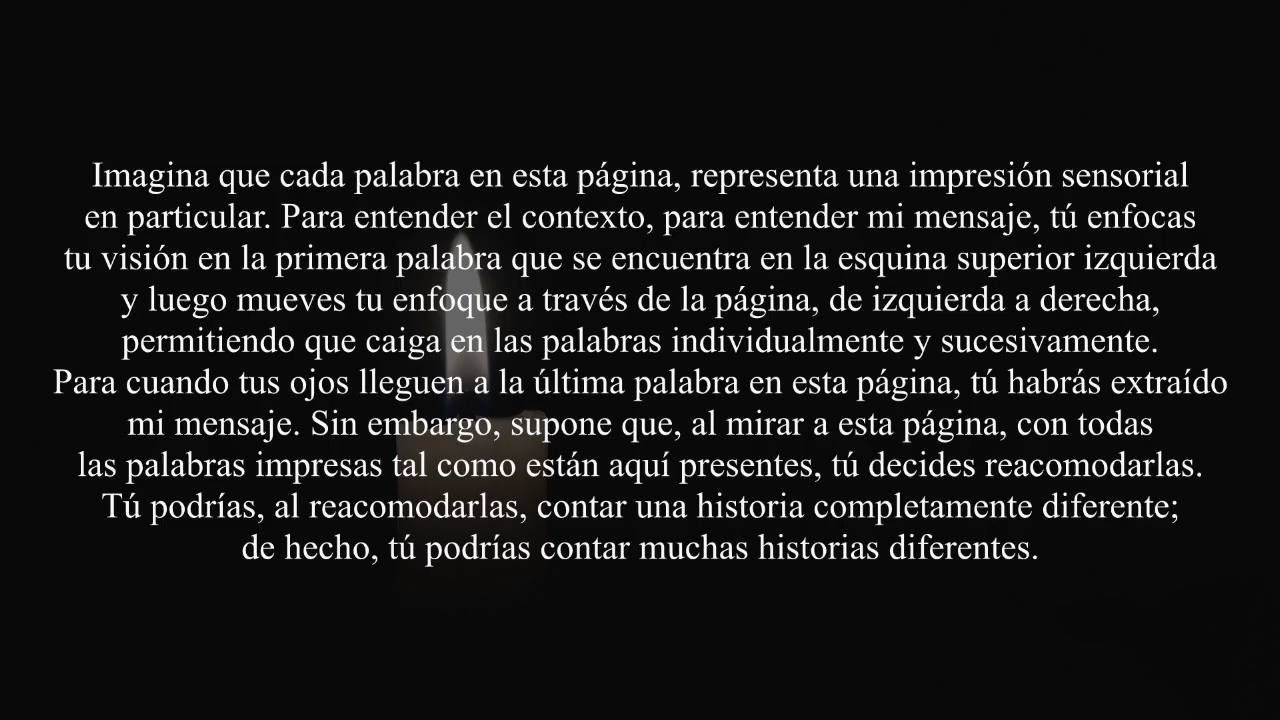 Imagina que cada palabra en esta página, representa una impresión sensorial
en particular. Para entender el contexto, para entender mi mensaje, tú enfocas
tu visión en la primera palabra que se encuentra en la esquina superior izquierda
y luego mueves tu enfoque a través de la página, de izquierda a derecha,
permitiendo que caiga en las palabras individualmente y sucesivamente.
Para cuando tus ojos lleguen a la última palabra en esta página, tú habrás extraído
mi mensaje. Sin embargo, supone que, al mirar a esta página, con todas
las palabras impresas tal como están aquí presentes, tú decides reacomodarlas.
Tú podrías, al reacomodarlas, contar una historia completamente diferente;
de hecho, tú podrías contar muchas historias diferentes.